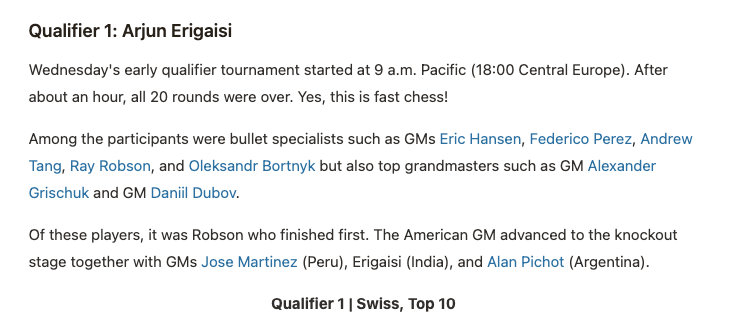 Qualifier 1: Arjun Erigaisi
Wednesday's early qualifier tournament started at 9 a.m. Pacific (18:00 Central Europe). After
about an hour, all 20 rounds were over. Yes, this is fast chess!
Among the participants were bullet specialists such as GMs Eric Hansen, Federico Perez, Andrew
Tang, Ray Robson, and Oleksandr Bortnyk but also top grandmasters such as GM Alexander
Grischuk and GM Daniil Dubov.
Of these players, it was Robson who finished first. The American GM advanced to the knockout
stage together with GMs Jose Martinez (Peru), Erigaisi (India), and Alan Pichot (Argentina).
Qualifier 1 | Swiss, Top 10